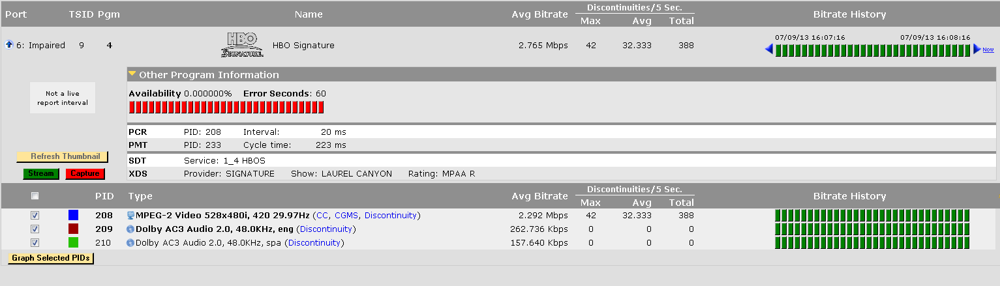 Port TSID Pgm Name Avg Bitrate Discontinuities/5 Sec. Bitrate History
Max Avg Total
6: Impaired 9 4 HBO SIGNATURE HBO Signature 2.765 Mbps 42 32.333 388 07/09/13 16:07:16 07/09/13 16:08:16 Now
Other Program Information
Not a live
report interval
Availability 0.000000% Error Seconds: 60
PCR PID: 208 Interval: 20 ms
PMT PID: 233 Cycle time: 223 ms
Refresh Thumbnail
SDT Service: 1_4 HBOS
Stream Capture
XDS Provider: SIGNATURE Show: LAUREL CANYON Rating: MPAA R
PID Type Avg Bitrate Discontinuities/5 Sec. Bitrate History
Max Avg Total
208 MPEG-2 Video 528x480i, 420 29.97Hz (CC, CGMS, Discontinuity) 2.292 Mbps 42 32.333 388
209 Dolby AC3 Audio 2.0, 48.0KHz, eng (Discontinuity) 262.736 Kbps 0 0 0
210 Dolby AC3 Audio 2.0, 48.0KHz, spa (Discontinuity) 157.640 Kbps 0 0 0
Graph Selected PIDs